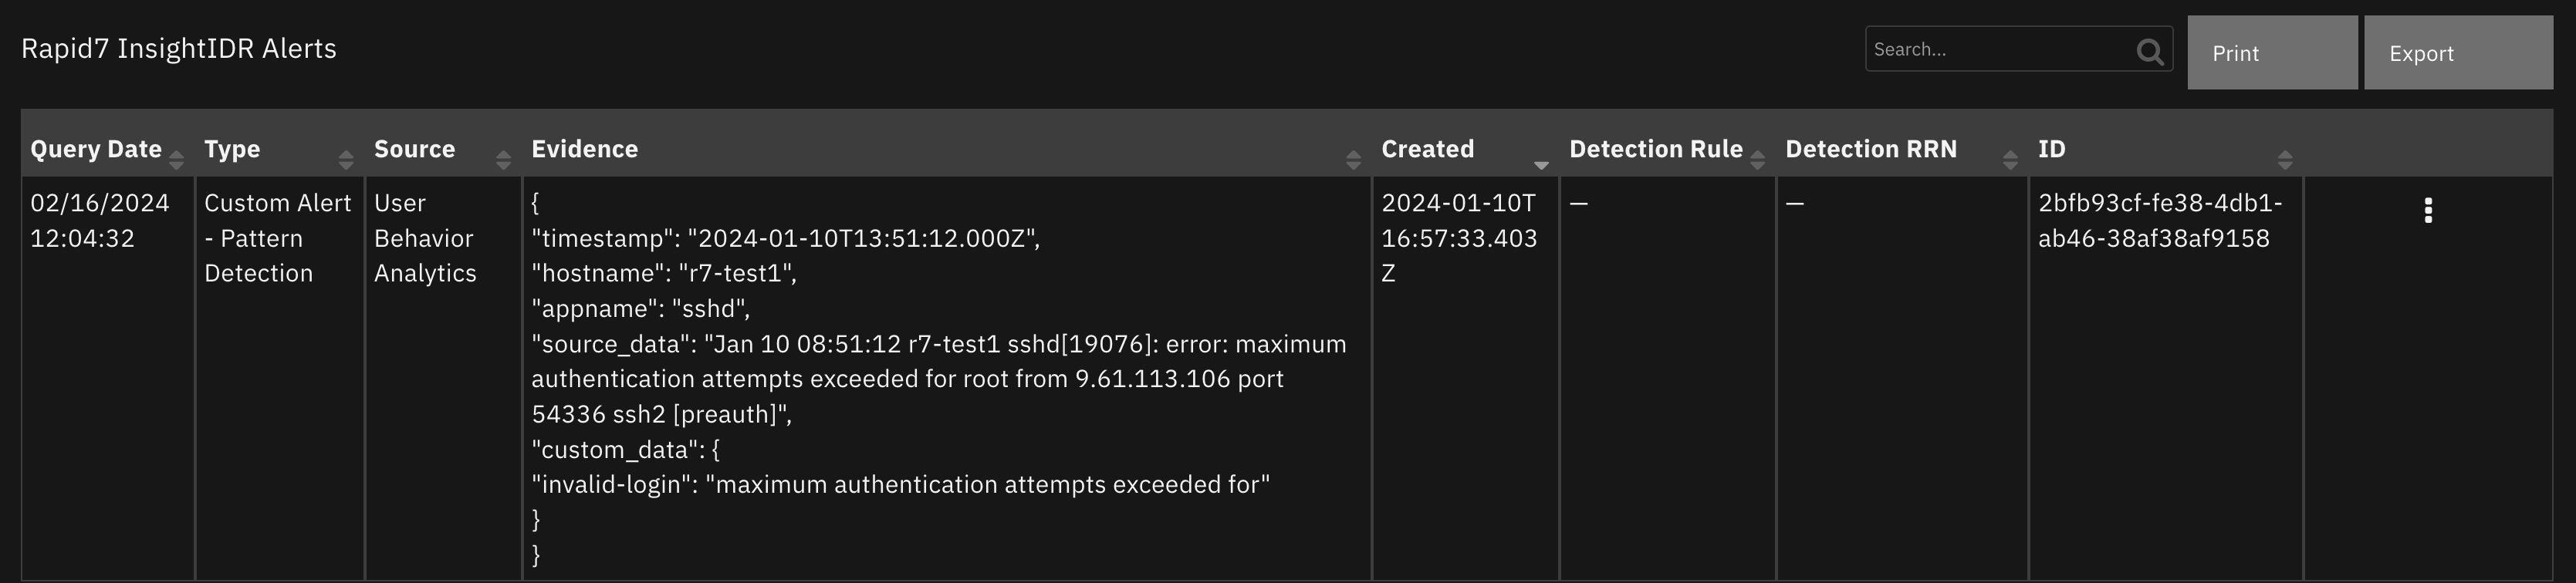 Rapid7 InsightIDR Alerts
Search...
Print
Export
Query Date
Type
Source
Evidence
Created
Detection Rule
Detection RRN
ID
02/16/2024
12:04:32
Custom Alert
- Pattern
Detection
User
Behavior
Analytics
{
"timestamp": "2024-01-10T13:51:12.000Z",
"hostname": "r7-test1",
"appname": "sshd",
"source_data": "Jan 10 08:51:12 r7-test1 sshd[19076]: error: maximum
authentication attempts exceeded for root from 9.61.113.106 port
54336 ssh2 [preauth]",
"custom_data": {
"invalid-login": "maximum authentication attempts exceeded for"
}
}
2024-01-10T
16:57:33.403
Z
—
—
2bfb93cf-fe38-4db1-
ab46-38af38af9158